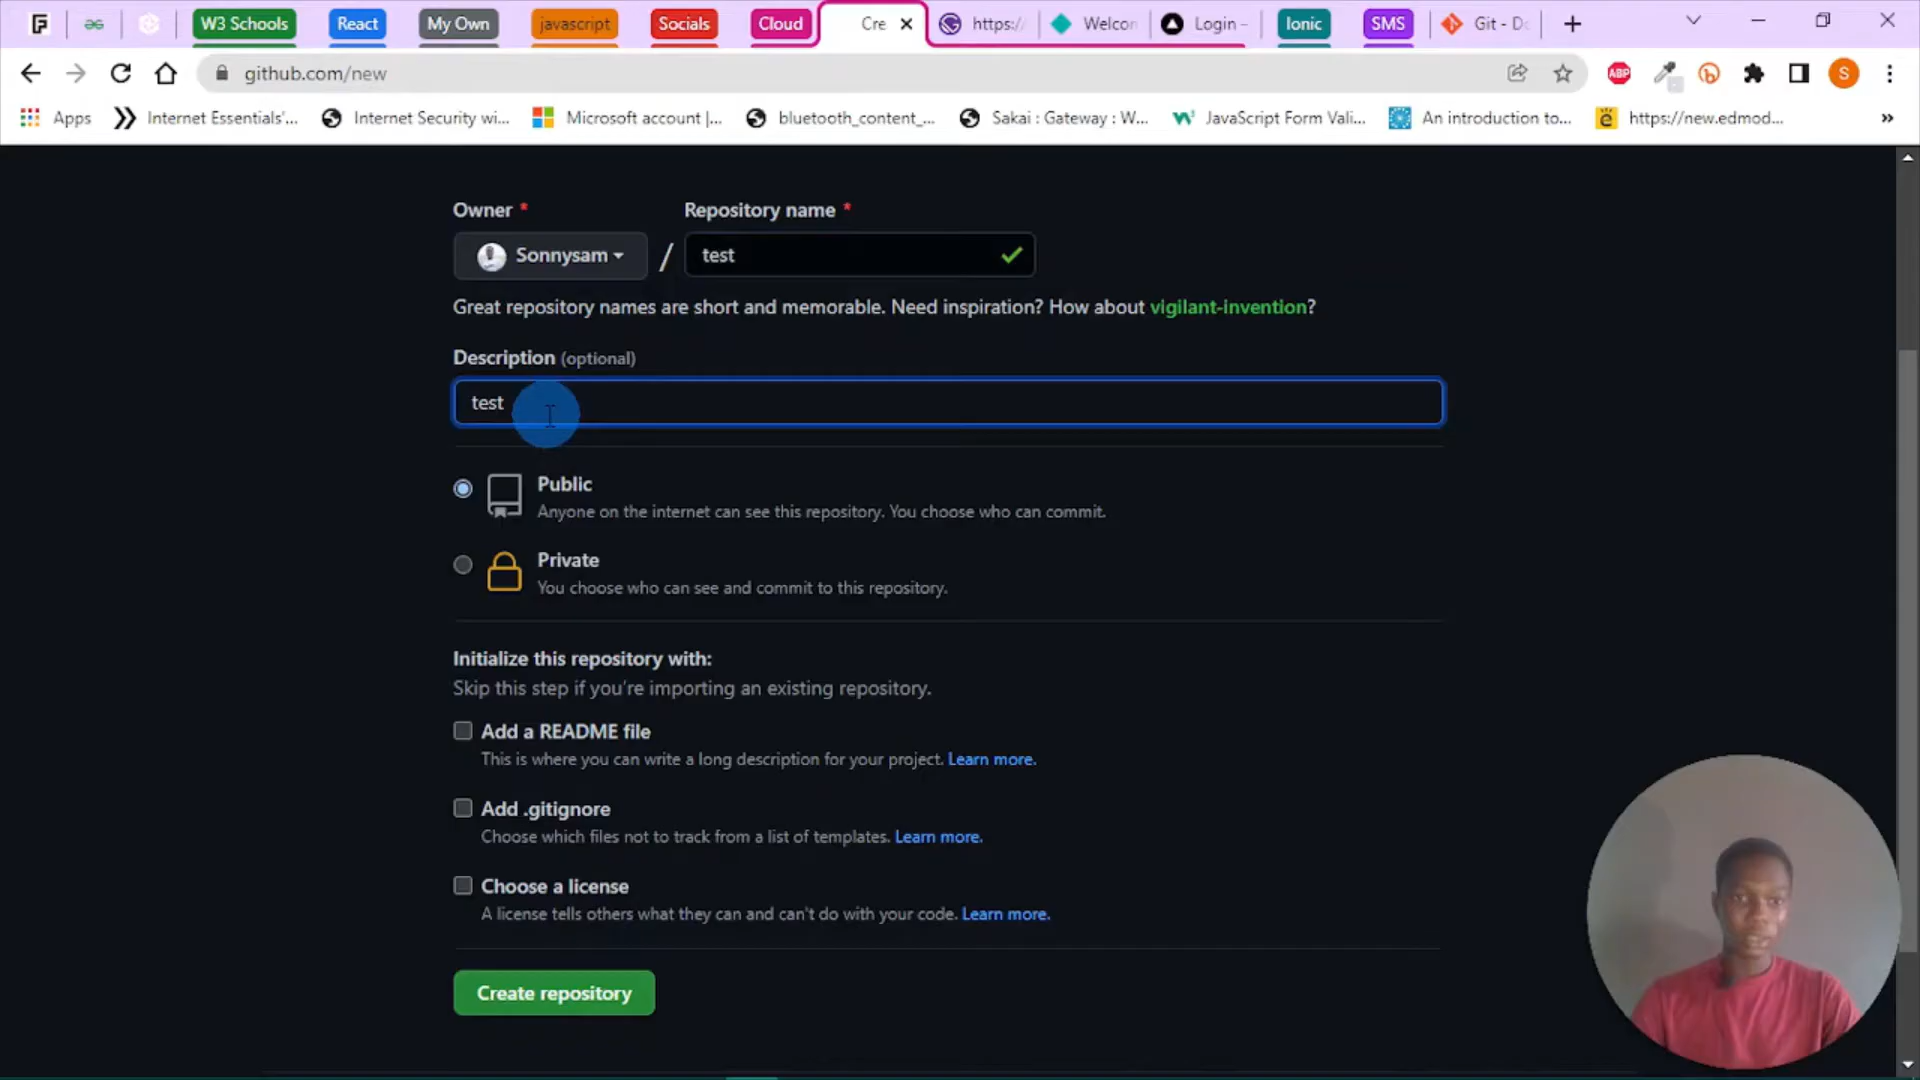 W3 Schools
React
My Own
javascript
Socials
Cloud
Cre
https:/
Welcon
Login -
Ionic
SMS
Git - D
github.com/new
ABP
S
Apps
Internet Essentials'...
Internet Security wi...
Microsoft account |...
bluetooth_content_...
Sakai : Gateway : W...
JavaScript Form Vali...
An introduction to...
https://new.edmod...
Owner *
Repository name *
Sonnysam
/
test
Great repository names are short and memorable. Need inspiration? How about vigilant-invention?
Description (optional)
test
Public
Anyone on the internet can see this repository. You choose who can commit.
Private
You choose who can see and commit to this repository.
Initialize this repository with:
Skip this step if you're importing an existing repository.
Add a README file
This is where you can write a long description for your project. Learn more.
Add .gitignore
Choose which files not to track from a list of templates. Learn more.
Choose a license
A license tells others what they can and can't do with your code. Learn more.
Create repository